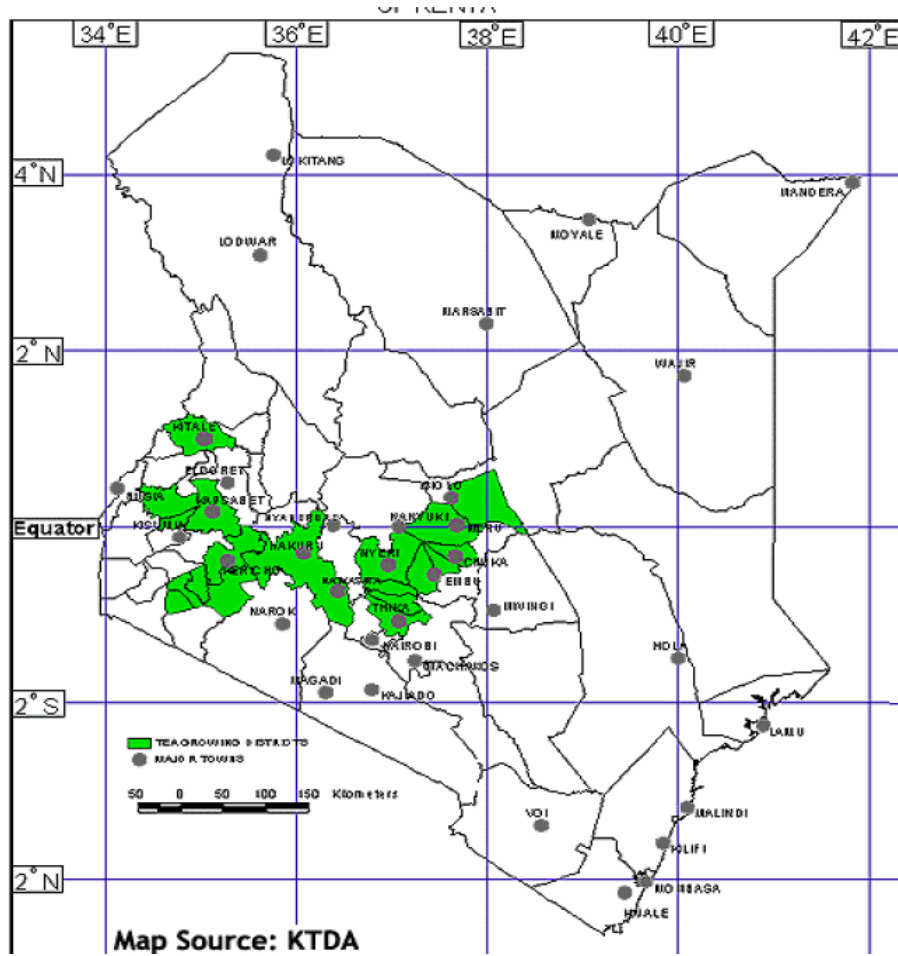 34°E 36°E 38°E 40°E 42°E
LOKITANG
4°N
MANDERA
MOYALE
LODWAR
MARSABIT
2°N
WAJIR
KITALE
ELDORET
ISIOLO
BUSIA
KAPSABET
NANYUKI
MERU
Equator
KISUMU
NAKURU
NYERI
CHUKA
KERICHO
EMBU
NAIVASHA
THIKA
NAROK
MWINGI
NAIROBI
HOLA
MACHAKOS
MAGADI
KAJIADO
2°S
LAMU
TEA GROWING DISTRICTS
MAJOR TOWNS
50 0 50 100 150 Kilometers
VOI
MALINDI
KILIFI
2°N
MOMBASA
KWALE
Map Source: KTDA